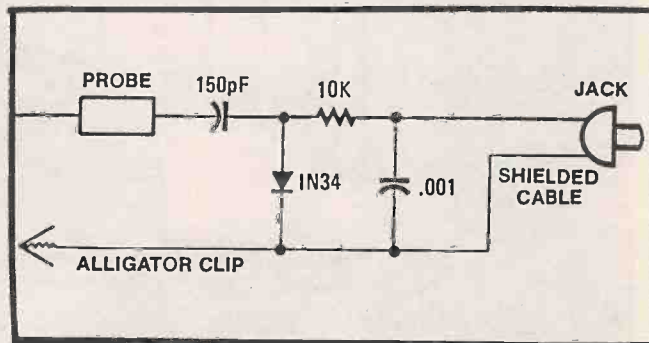 PROBE
150pF
10K
JACK
IN34
.001
SHIELDED
CABLE
ALLIGATOR CLIP